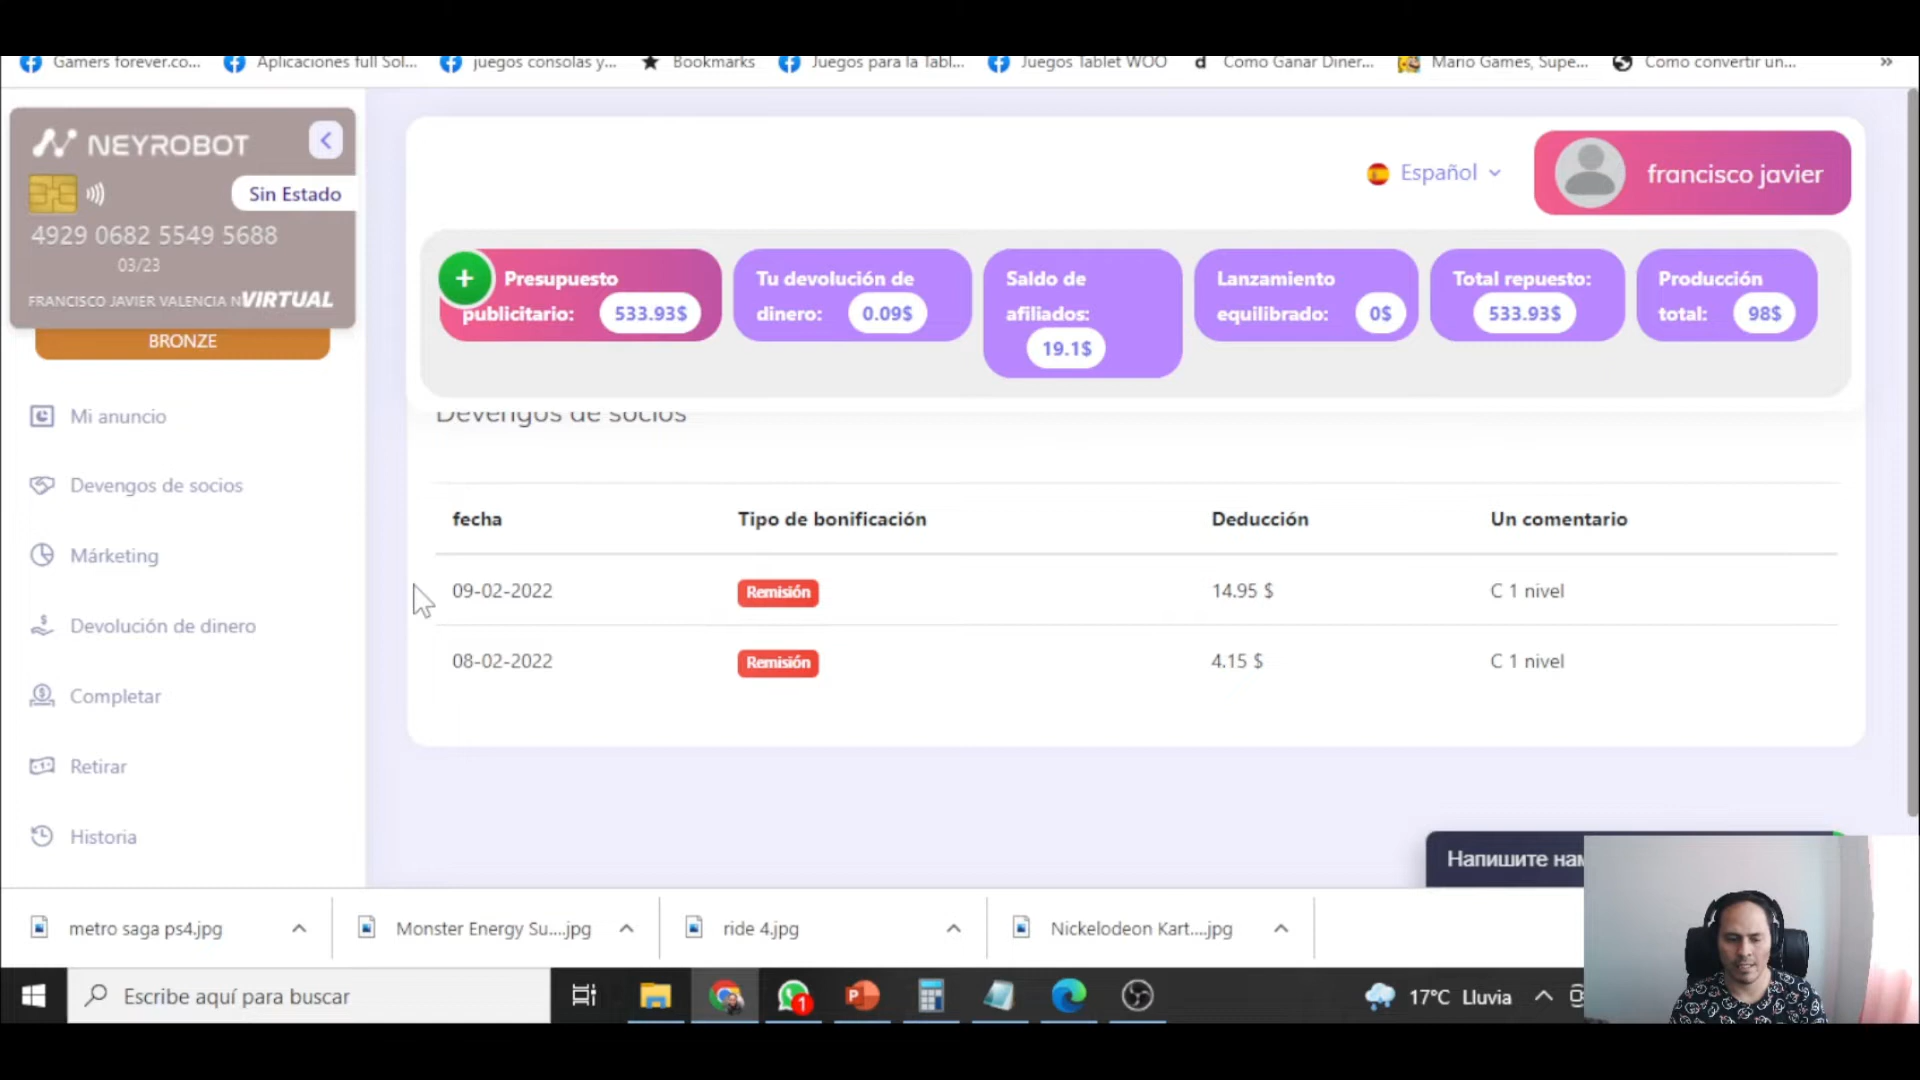 Gamers forever.co...
Aplicaciones full Sol...
juegos consolas y...
Bookmarks
Juegos para la Tabl...
Juegos Tablet WOO
Como Ganar Diner...
Mario Games, Supe...
Como convertir un...
»
NEYROBOT
Sin Estado
4929 0682 5549 5688
03/23
FRANCISCO JAVIER VALENCIA N
VIRTUAL
BRONZE
Mi anuncio
Devengos de socios
Márketing
Devolución de dinero
Completar
Retirar
Historia
Español
francisco javier
Presupuesto
publicitario: 533.93$
Tu devolución de
dinero: 0.09$
Saldo de
afiliados:
19.1$
Lanzamiento
equilibrado: 0$
Total repuesto:
533.93$
Producción
total: 98$
Devengos de socios
fecha Tipo de bonificación Deducción Un comentario
09-02-2022 Remisión 14.95 $ C 1 nivel
08-02-2022 Remisión 4.15 $ C 1 nivel
Напишите нам
metro saga ps4.jpg
Monster Energy Su....jpg
ride 4.jpg
Nickelodeon Kart....jpg
Escribe aquí para buscar
1
17°C Lluvia